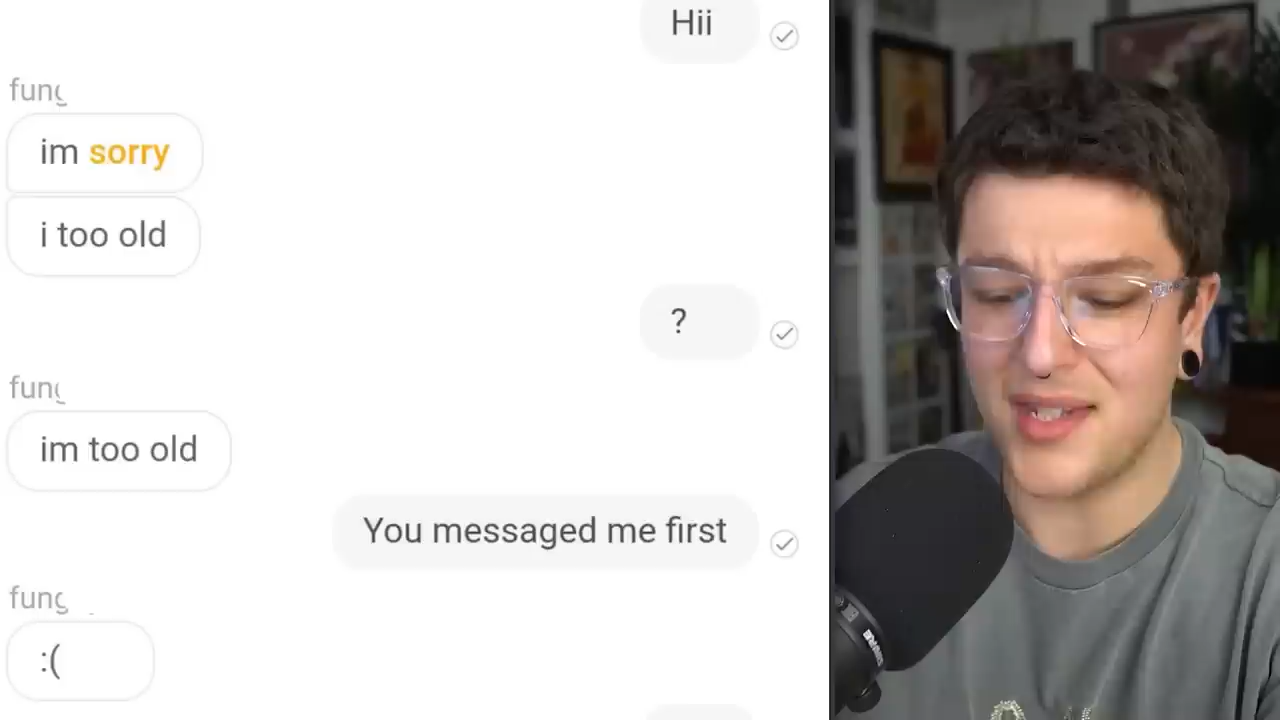 Hii
im sorry
i too old
?
im too old
You messaged me first
:(